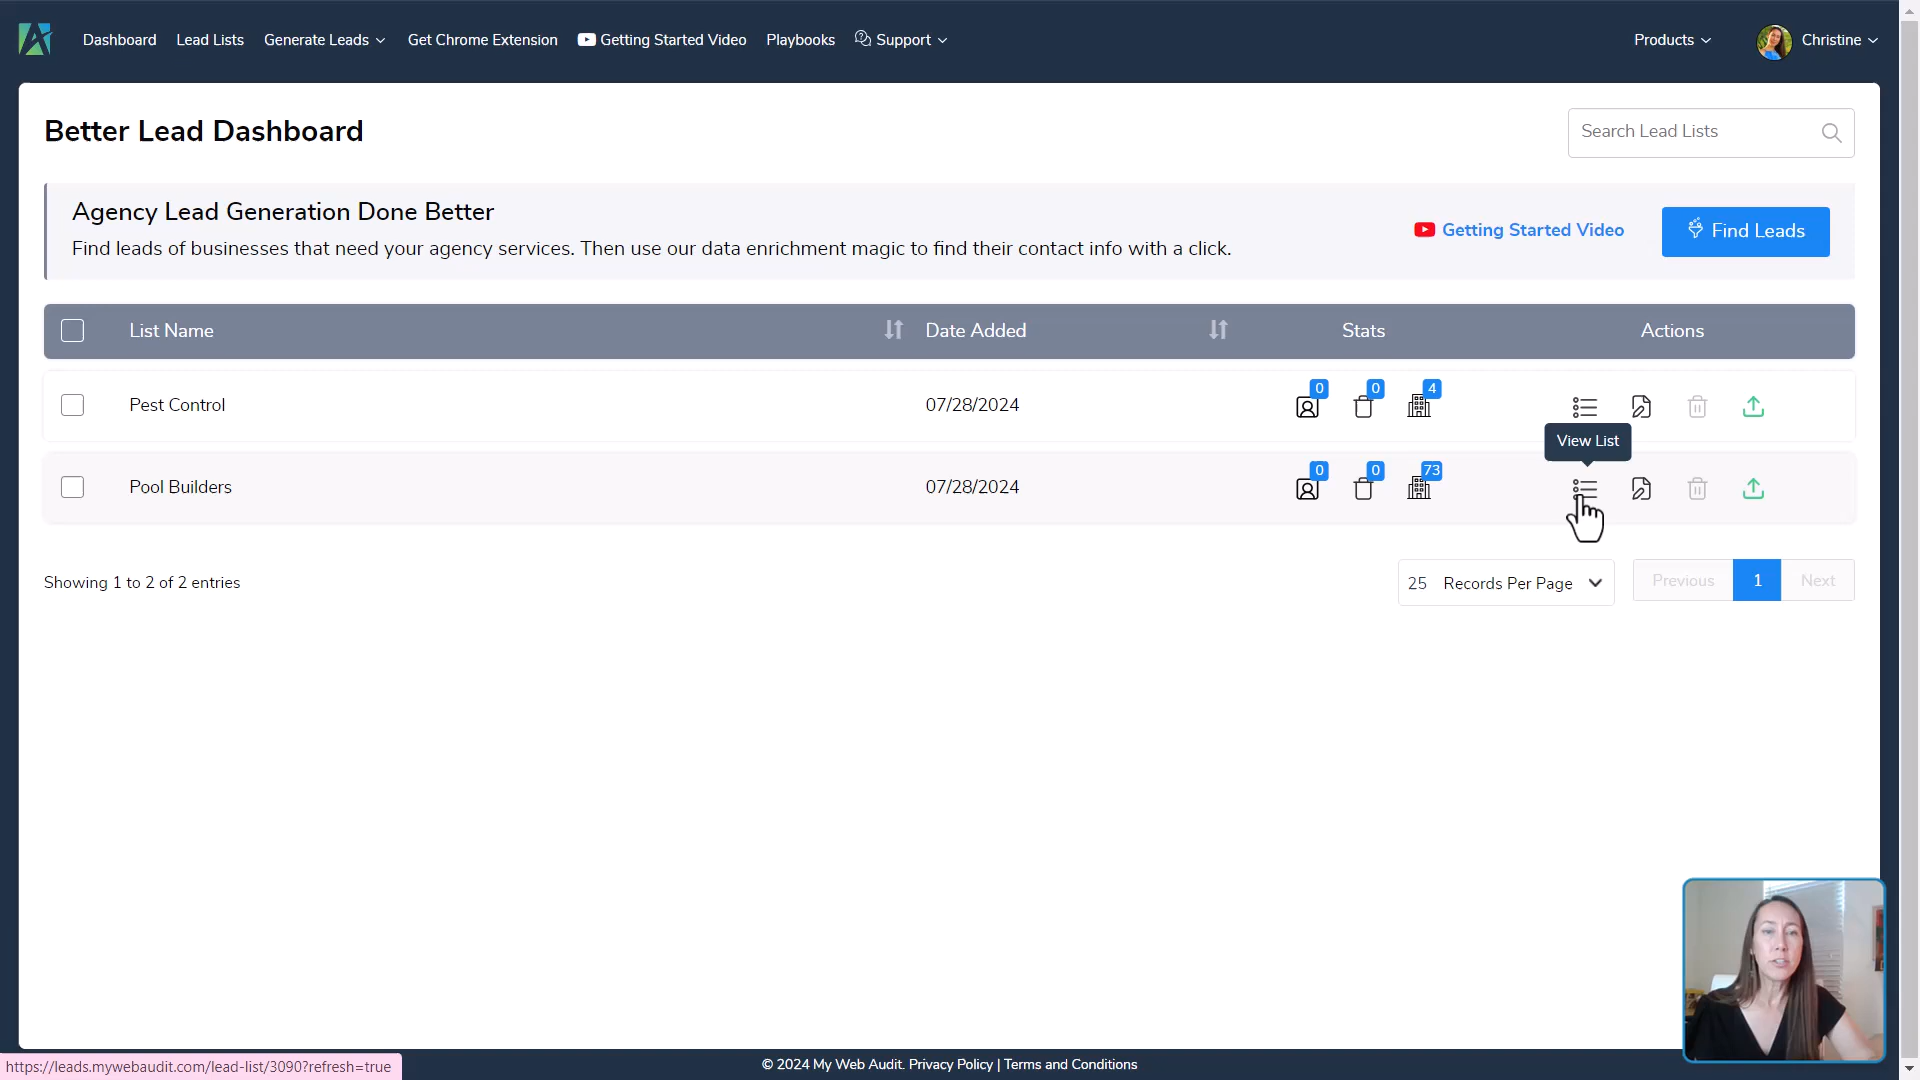 Dashboard Lead Lists Generate Leads Get Chrome Extension Getting Started Video Playbooks Support Products Christine
Better Lead Dashboard
Search Lead Lists
Agency Lead Generation Done Better
Find leads of businesses that need your agency services. Then use our data enrichment magic to find their contact info with a click.
Getting Started Video
Find Leads
List Name Date Added Stats Actions
Pest Control 07/28/2024 0 0 4
View List
Pool Builders 07/28/2024 0 0 73
Showing 1 to 2 of 2 entries
25 Records Per Page
Previous 1 Next
© 2024 My Web Audit. Privacy Policy | Terms and Conditions
https://leads.mywebaudit.com/lead-list/3090?refresh=true